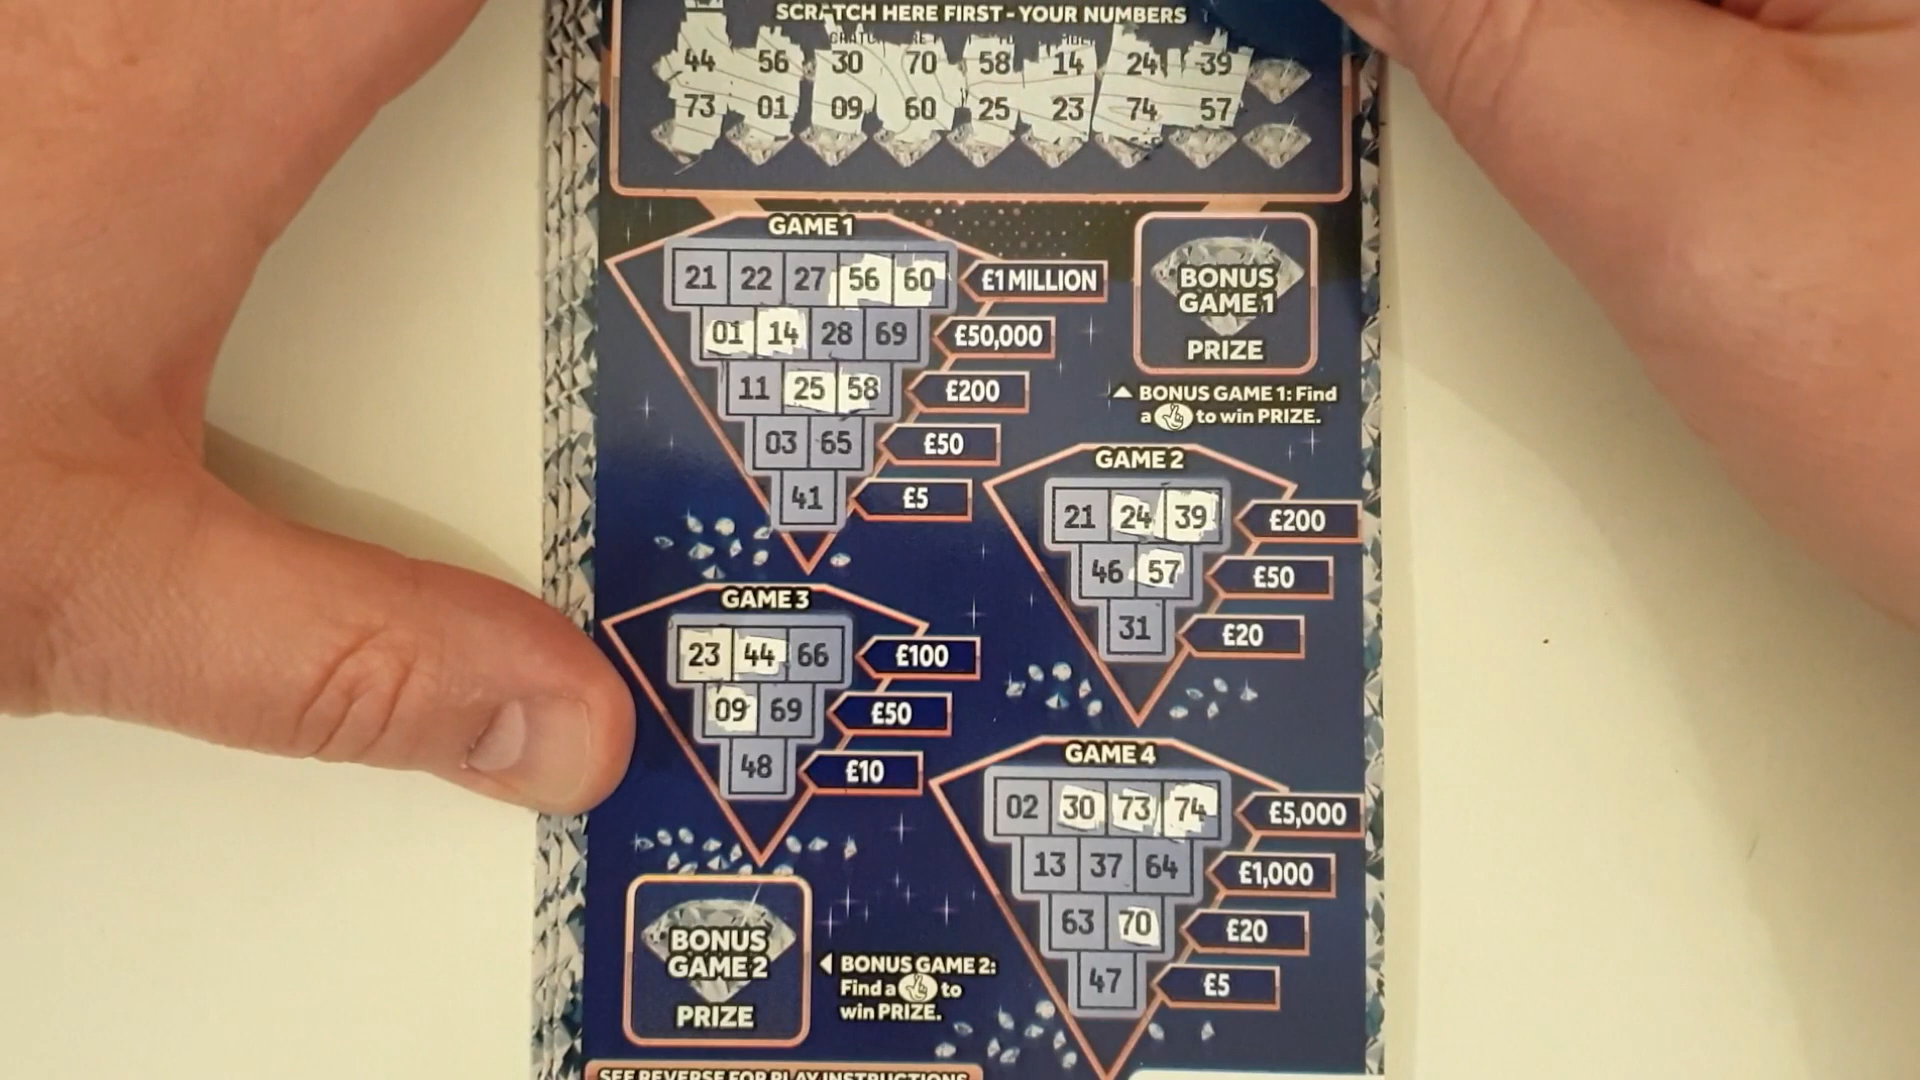 SCRATCH HERE FIRST - YOUR NUMBERS
44 56 30 70 58 14 24 39
73 01 09 60 25 23 74 57
GAME 1
21 22 27 56 60 £1 MILLION
01 14 28 69 £50,000
11 25 58 £200
03 65 £50
41 £5
BONUS
GAME 1
PRIZE
BONUS GAME 1: Find
a to win PRIZE.
GAME 2
21 24 39 £200
46 57 £50
31 £20
GAME 3
23 44 66 £100
09 69 £50
48 £10
GAME 4
02 30 73 74 £5,000
13 37 64 £1,000
63 70 £20
47 £5
BONUS
GAME 2
PRIZE
BONUS GAME 2:
Find a to
win PRIZE.
SEE REVERSE FOR PLAY INSTRUCTIONS